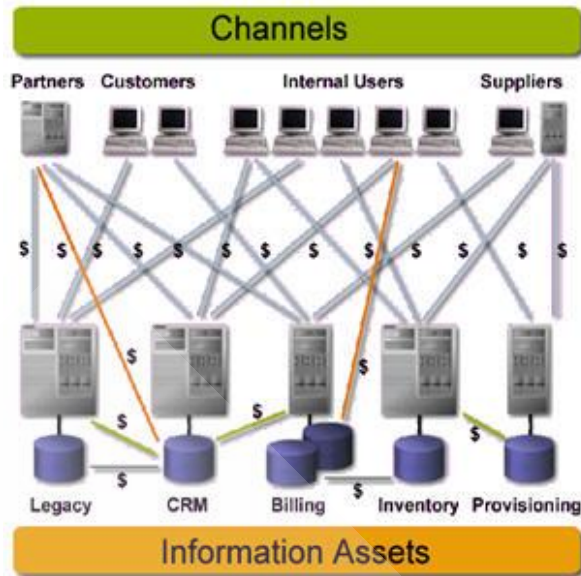 Channels
Partners Customers Internal Users Suppliers
$ $ $ $ $ $ $ $ $ $ $ $
$ $
$ $ $
$ $
Legacy CRM Billing Inventory Provisioning
Information Assets